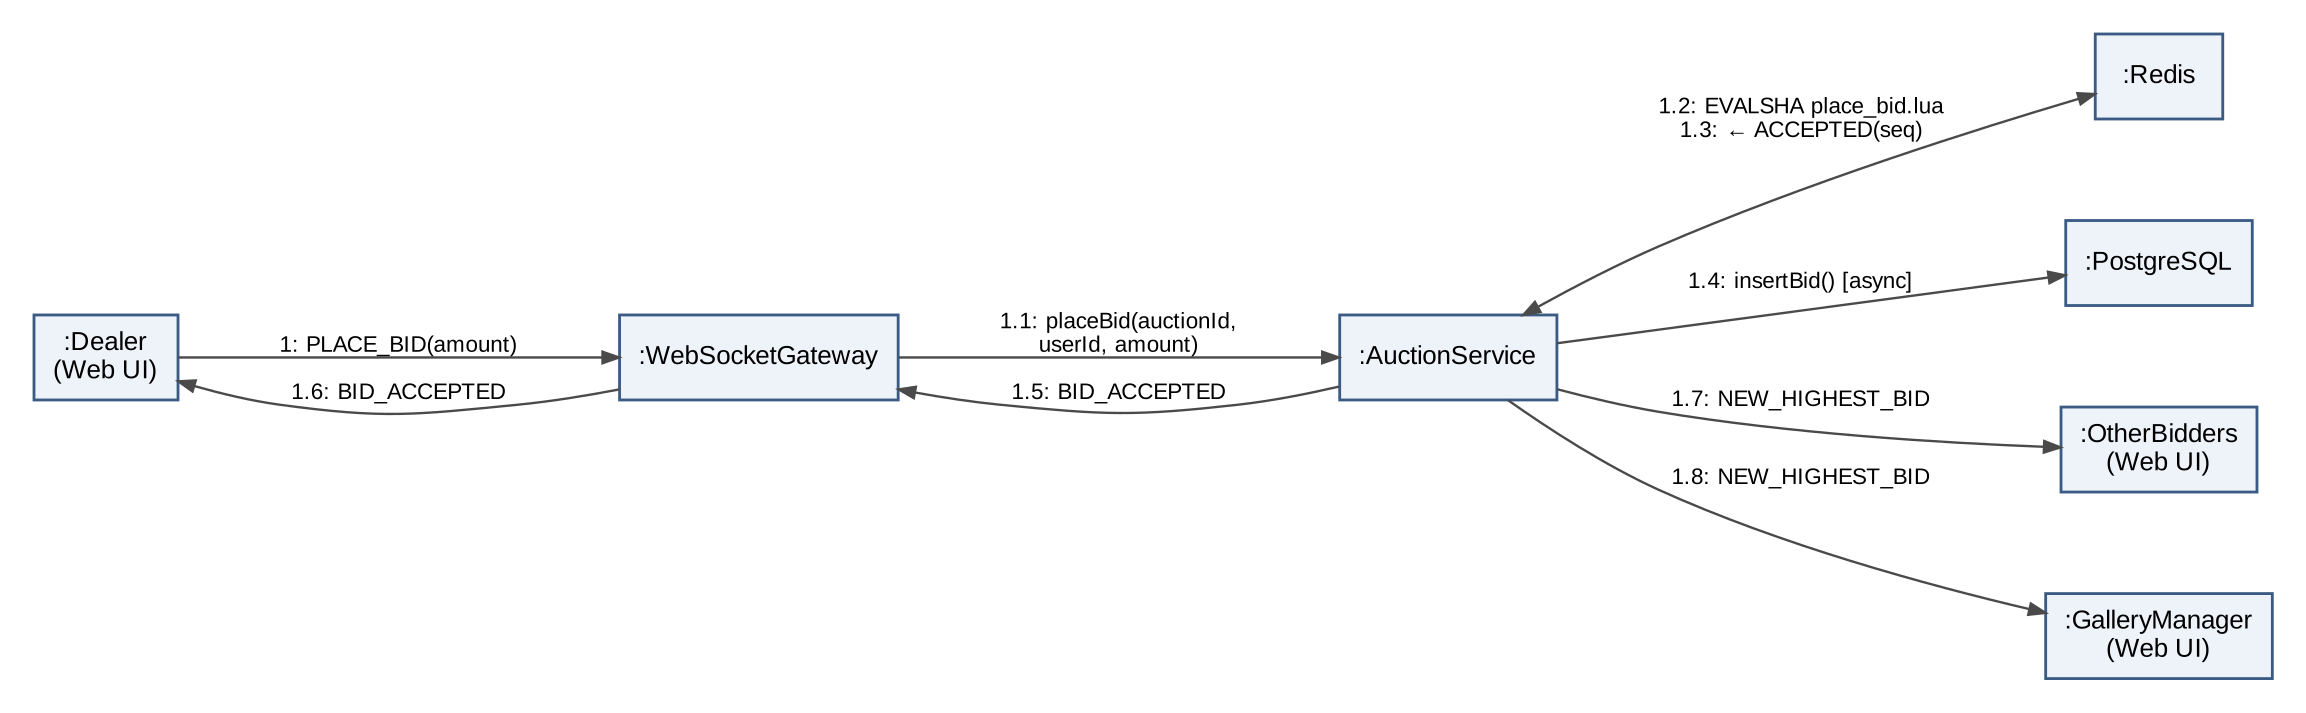 :Redis
1.2: EVALSHA place_bid.lua
1.3: ← ACCEPTED(seq)
:PostgreSQL
1.4: insertBid() [async]
:Dealer
(Web UI)
1: PLACE_BID(amount)
:WebSocketGateway
1.1: placeBid(auctionId,
userId, amount)
:AuctionService
1.6: BID_ACCEPTED
1.5: BID_ACCEPTED
1.7: NEW_HIGHEST_BID
:OtherBidders
(Web UI)
1.8: NEW_HIGHEST_BID
:GalleryManager
(Web UI)